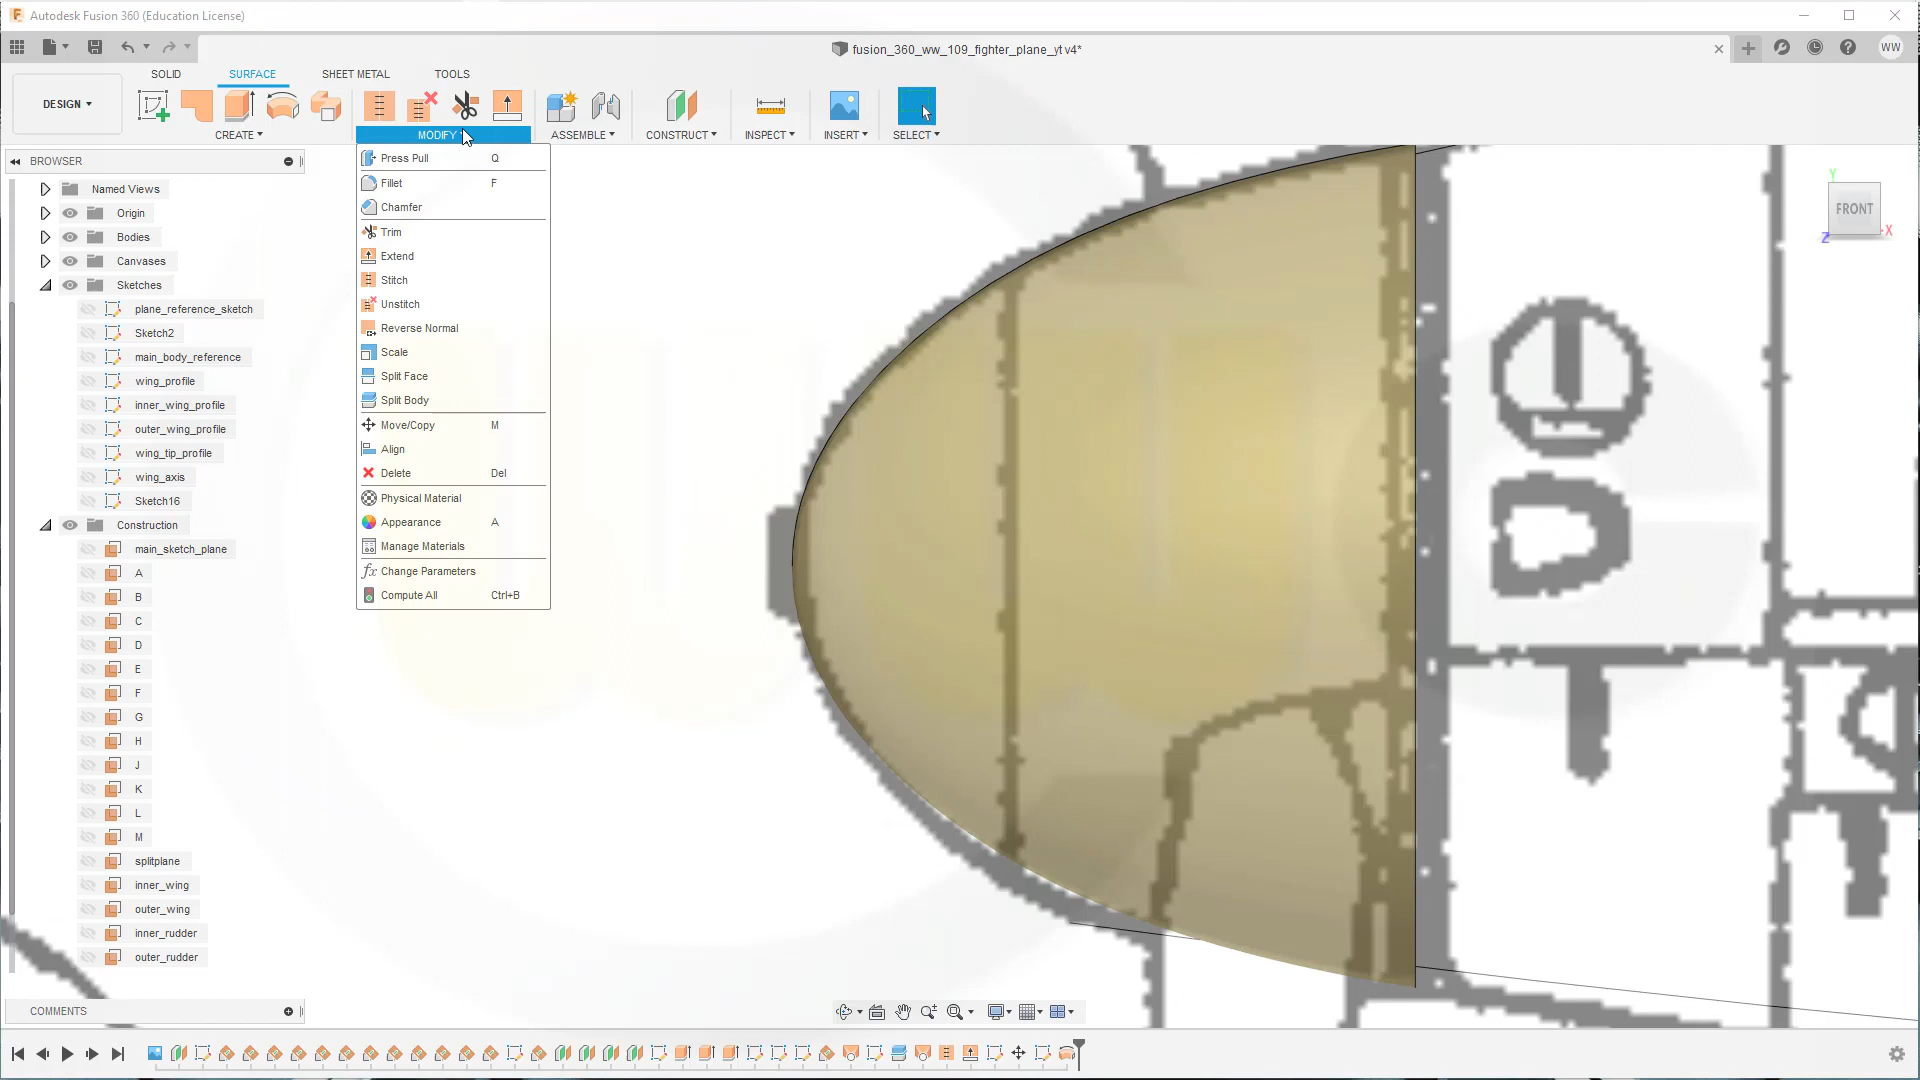 Autodesk Fusion 360 (Education License)
fusion_360_ww_109_fighter_plane_yt v4*
WW
SOLID SURFACE SHEET METAL TOOLS
DESIGN
CREATE MODIFY ASSEMBLE CONSTRUCT INSPECT INSERT SELECT
BROWSER
Named Views
Origin
Bodies
Canvases
Sketches
plane_reference_sketch
Sketch2
main_body_reference
wing_profile
inner_wing_profile
outer_wing_profile
wing_tip_profile
wing_axis
Sketch16
Construction
main_sketch_plane
A
B
C
D
E
F
G
H
J
K
L
M
splitplane
inner_wing
outer_wing
inner_rudder
outer_rudder
Press Pull Q
Fillet F
Chamfer
Trim
Extend
Stitch
Unstitch
Reverse Normal
Scale
Split Face
Split Body
Move/Copy M
Align
Delete Del
Physical Material
Appearance A
Manage Materials
Change Parameters
Compute All Ctrl+B
Y
FRONT
X
Z
COMMENTS